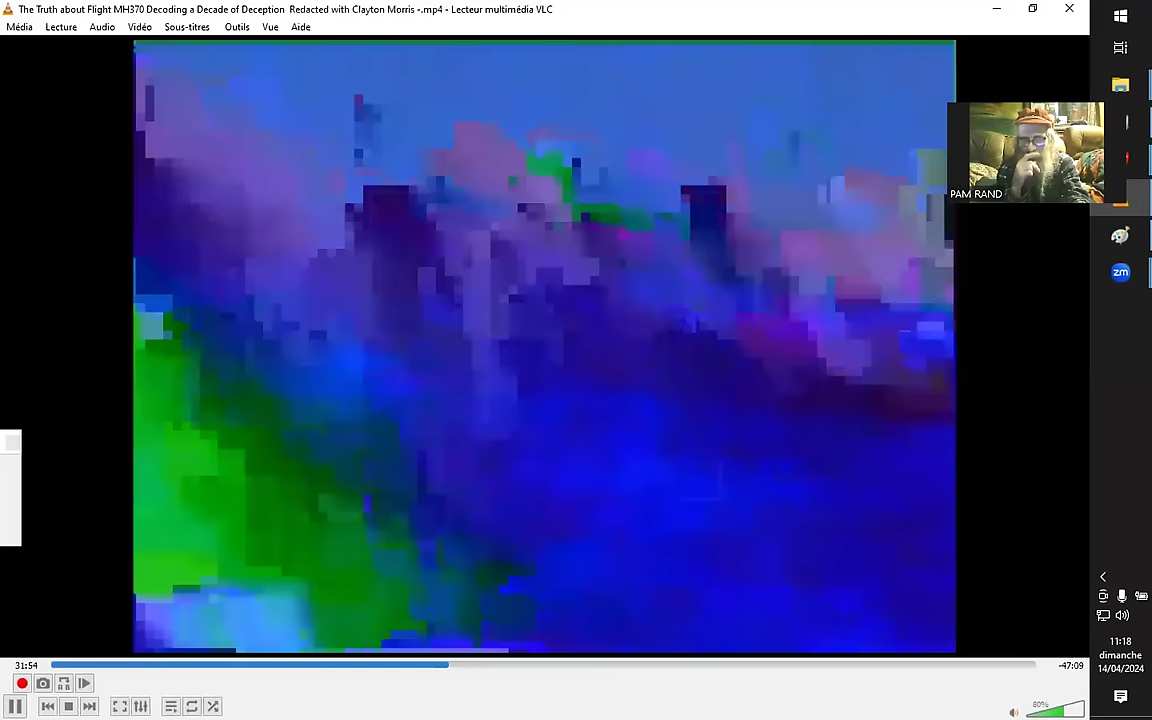 The Truth about Flight MH370 Decoding a Decade of Deception  Redacted with Clayton Morris -.mp4 - Lecteur multimédia VLC
Média Lecture Audio Vidéo Sous-titres Outils Vue Aide
PAM RAND
zm
31:54
-47:09
11:18
dimanche
14/04/2024
A B
80%